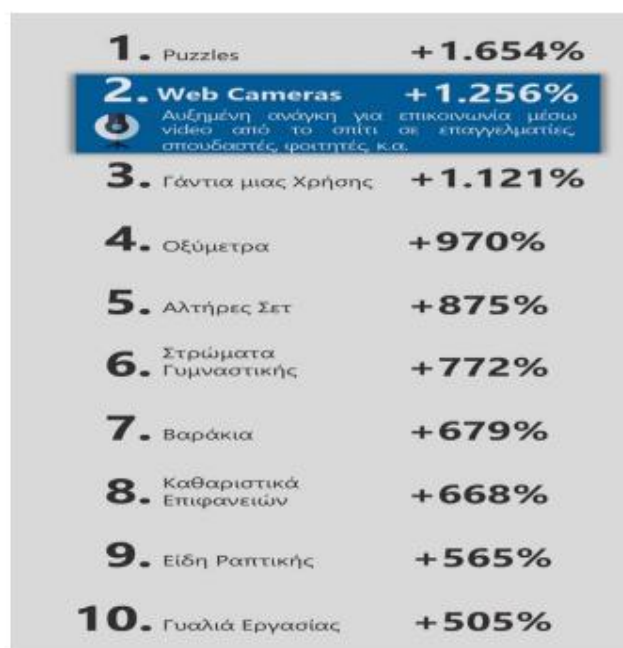 1. Puzzles +1.654%
2. Web Cameras +1.256%
Αυξημένη ανάγκη για επικοινωνία μέσω
video από το σπίτι σε επαγγελματίες,
σπουδαστές, φοιτητές, κ.α.
3. Γάντια μιας Χρήσης +1.121%
4. Οξύμετρα +970%
5. Αλτήρες Σετ +875%
6. Στρώματα
Γυμναστικής +772%
7. Βαράκια +679%
8. Καθαριστικά
Επιφανειών +668%
9. Είδη Ραπτικής +565%
10. Γυαλιά Εργασίας +505%